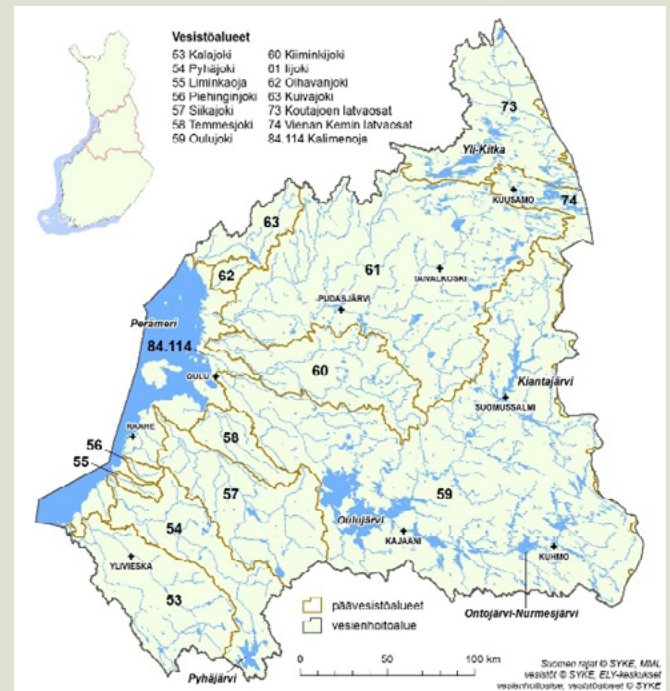 Vesistöalueet
53 Kalajoki 60 Kiiminkijoki
54 Pyhäjoki 61 Iijoki
55 Liminkaoja 62 Olhavanjoki
56 Piehinginjoki 63 Kuivajoki
57 Siikajoki 73 Koutajoen latvaosat
58 Temmesjoki 74 Vienan Kemin latvaosat
59 Oulujoki 84.114 Kalimenoja
73
Yli-Kitka
KUUSAMO
74
63
62
61
TAIVALKOSKI
PUDASJÄRVI
Perämeri
84.114
60
OULU
Kiantajärvi
SUOMUSSALMI
RAAHE
58
56
55
57
59
54
Oulujärvi
KAJAANI
KUHMO
YLIVIESKA
53
Ontojärvi-Nurmesjärvi
Pyhäjärvi
päävesistöalueet
vesienhoitoalue
0 50 100 km
Suomen rajat © SYKE, MML
vesistöt © SYKE, ELY-keskukset
vesienhoitoalue, vesistöalueet © SYKE